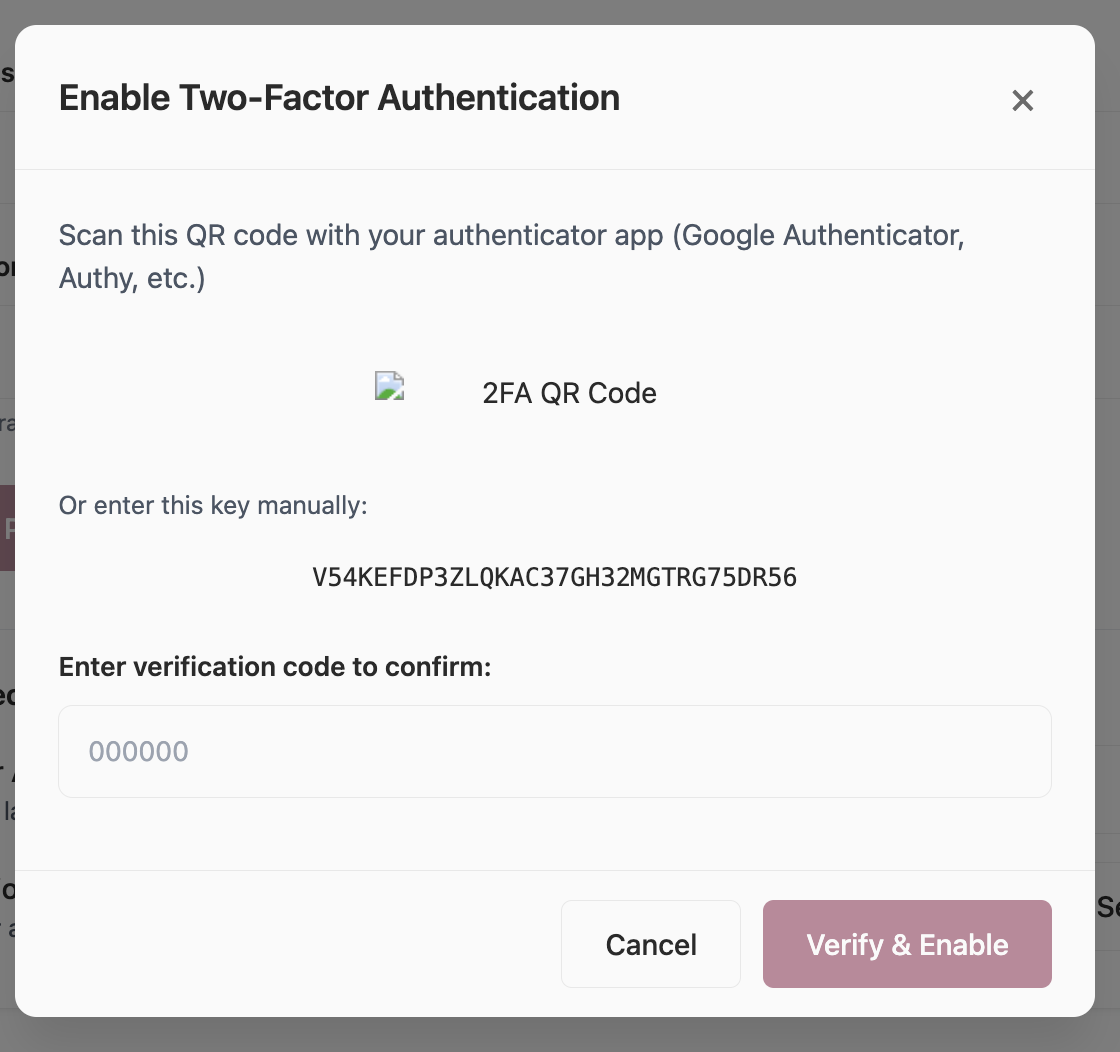 Enable Two-Factor Authentication
×
Scan this QR code with your authenticator app (Google Authenticator,
Authy, etc.)
2FA QR Code
Or enter this key manually:
V54KEFDP3ZLQKAC37GH32MGTRG75DR56
Enter verification code to confirm:
000000
Cancel
Verify & Enable